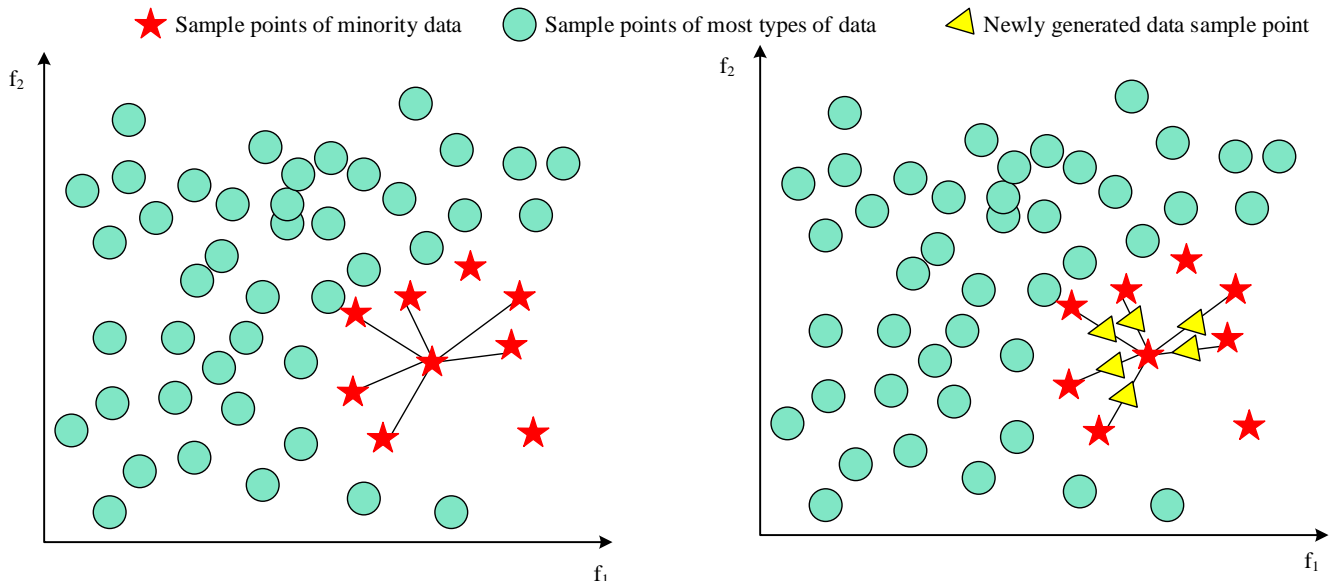 Sample points of minority data
Sample points of most types of data
Newly generated data sample point
f2
f1
f2
f1